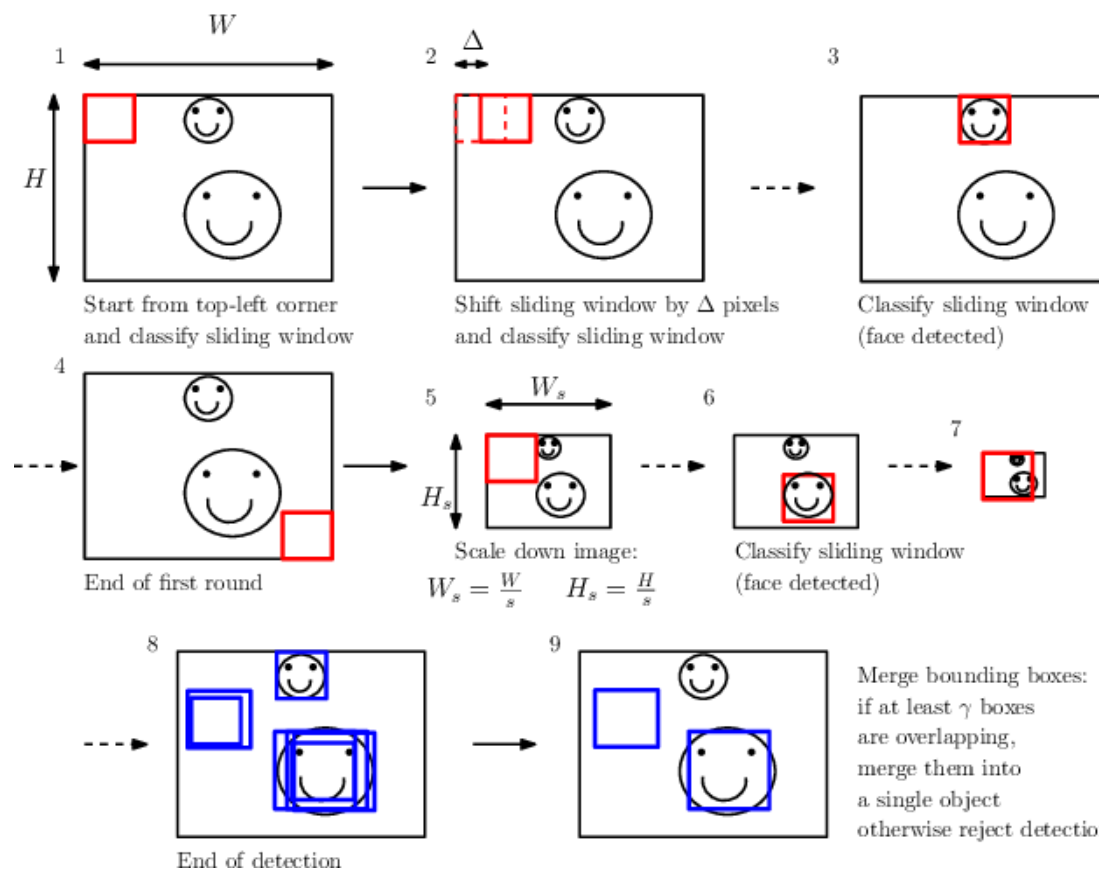 1
W
H
Start from top-left corner
and classify sliding window
2
Δ
Shift sliding window by Δ pixels
and classify sliding window
3
Classify sliding window
(face detected)
4
End of first round
5
W_s
H_s
Scale down image:
W_s = W/s H_s = H/s
6
Classify sliding window
(face detected)
7
8
End of detection
9
Merge bounding boxes:
if at least γ boxes
are overlapping,
merge them into
a single object
otherwise reject detectio